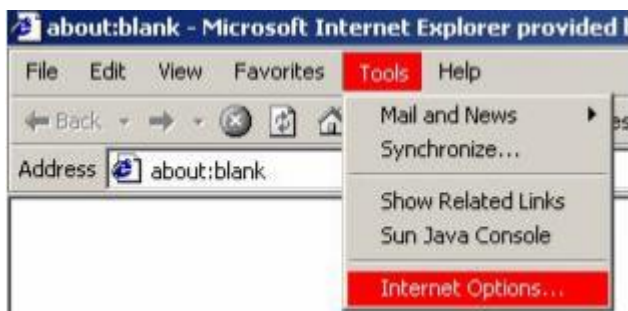 about:blank - Microsoft Internet Explorer provided
File Edit View Favorites Tools Help
Back
Mail and News
Synchronize...
Address about:blank
Show Related Links
Sun Java Console
Internet Options...